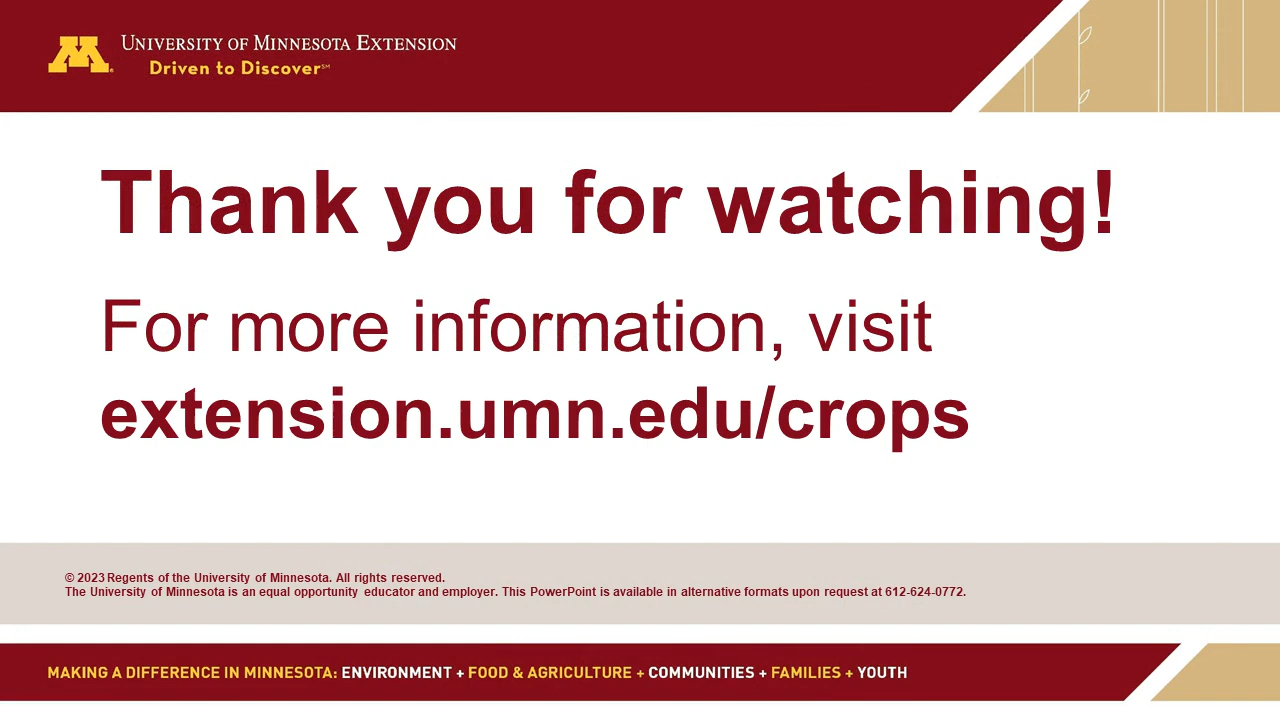 UNIVERSITY OF MINNESOTA EXTENSION
Driven to Discover℠
Thank you for watching!
For more information, visit
extension.umn.edu/crops
© 2023 Regents of the University of Minnesota. All rights reserved.
The University of Minnesota is an equal opportunity educator and employer. This PowerPoint is available in alternative formats upon request at 612-624-0772.
MAKING A DIFFERENCE IN MINNESOTA: ENVIRONMENT + FOOD & AGRICULTURE + COMMUNITIES + FAMILIES + YOUTH